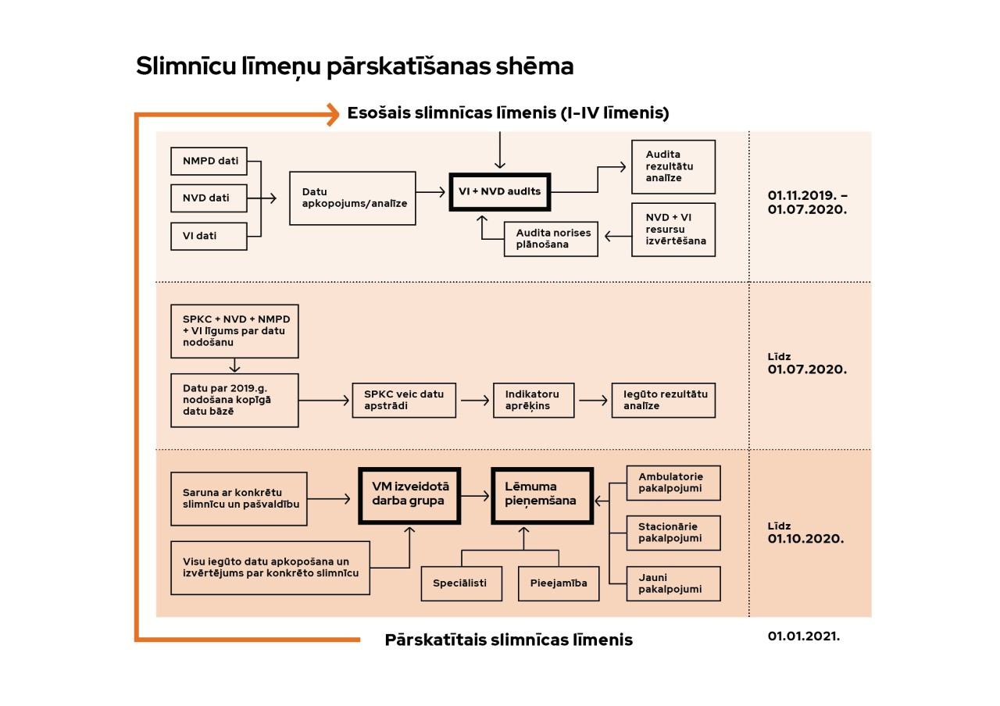 Slimnīcu līmeņu pārskatīšanas shēma
Esošais slimnīcas līmenis (I-IV līmenis)
NMPD dati
NVD dati
VI dati
Datu
apkopojums/analīze
VI + NVD audits
Audita
rezultātu
analīze
Audita norises
plānošana
NVD + VI
resursu
izvērtēšana
01.11.2019. –
01.07.2020.
SPKC + NVD + NMPD
+ VI līgums par datu
nodošanu
Datu par 2019.g.
nodošana kopīgā
datu bāzē
SPKC veic datu
apstrādi
Indikatoru
aprēķins
Iegūto rezultātu
analīze
Līdz
01.07.2020.
Saruna ar konkrētu
slimnīcu un pašvaldību
VM izveidotā
darba grupa
Lēmuma
pieņemšana
Ambulatorie
pakalpojumi
Stacionārie
pakalpojumi
Jauni
pakalpojumi
Visu iegūto datu apkopošana un
izvērtējums par konkrēto slimnīcu
Speciālisti
Pieejamība
Līdz
01.10.2020.
Pārskatītais slimnīcas līmenis
01.01.2021.